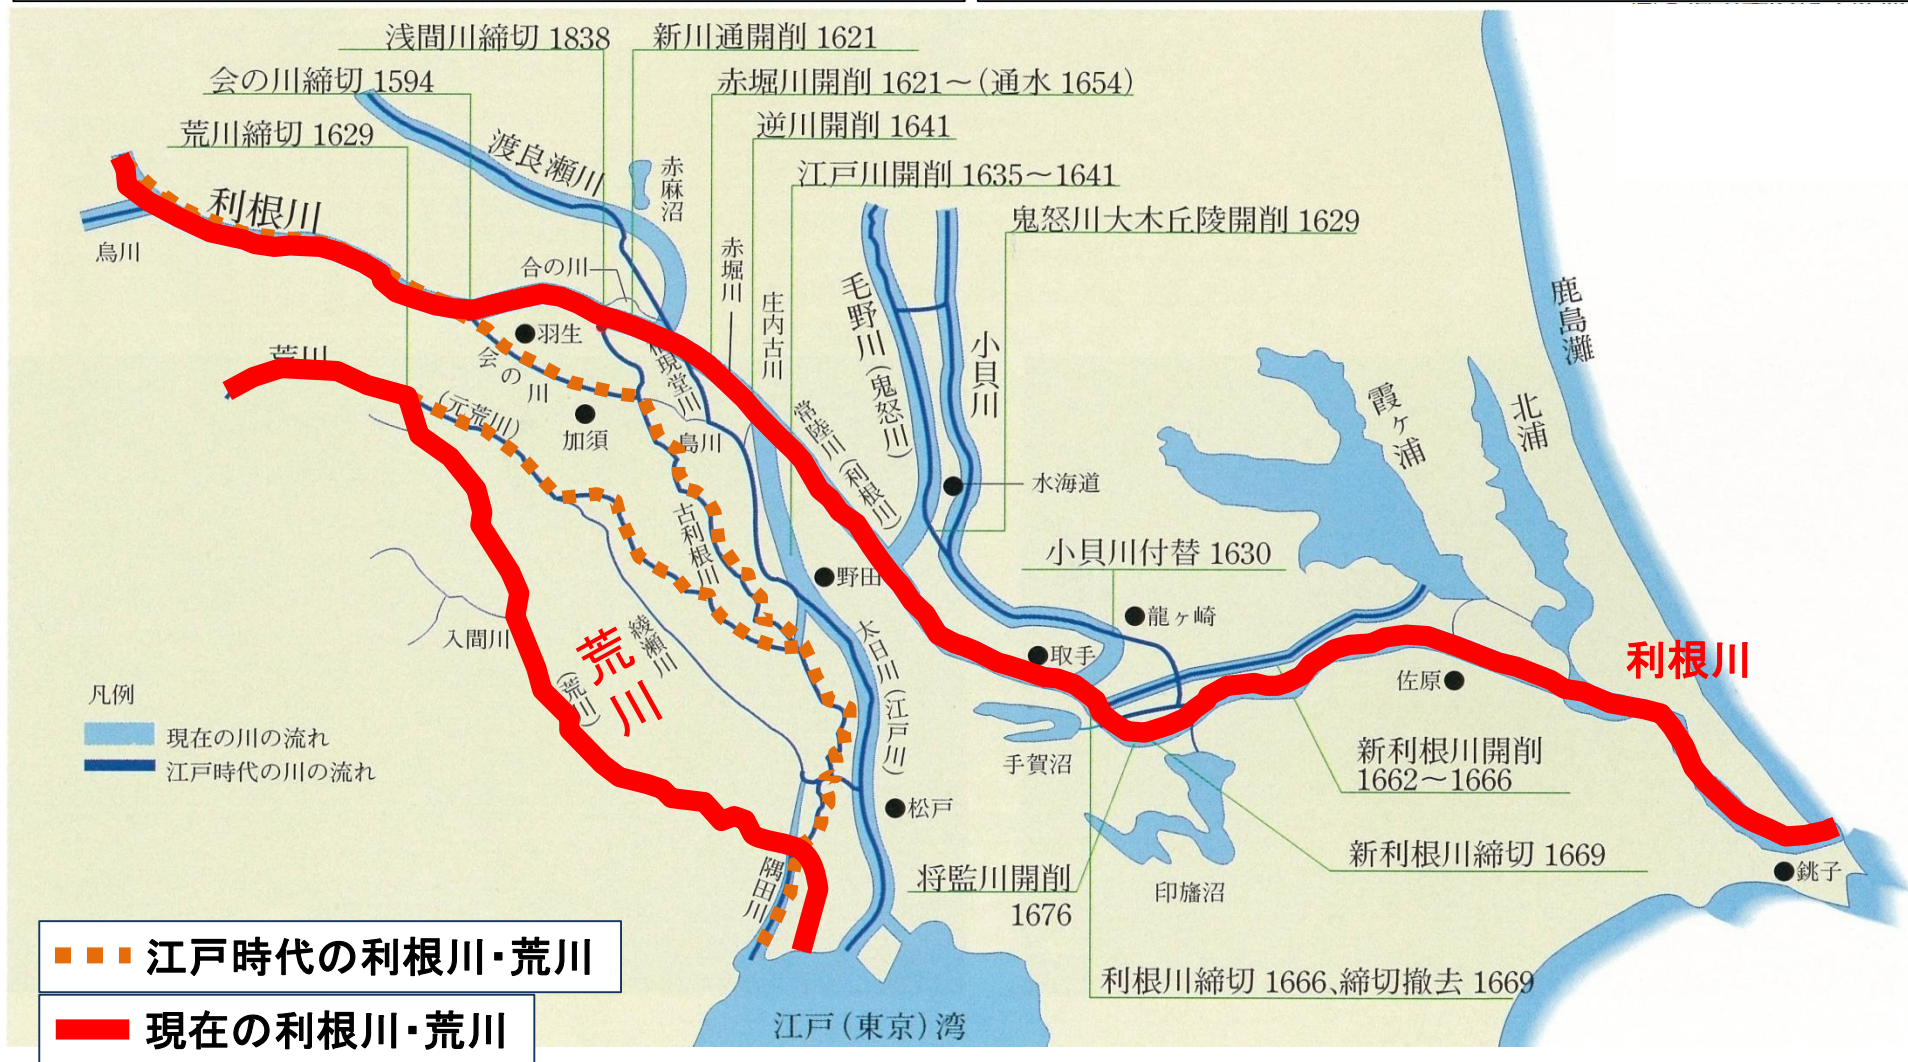 浅間川締切 1838
新川通開削 1621
会の川締切 1594
赤堀川開削 1621～(通水 1654)
荒川締切 1629
逆川開削 1641
江戸川開削 1635～1641
鬼怒川大木丘陵開削 1629
渡良瀬川
赤麻沼
利根川
烏川
合の川
赤堀川
庄内古川
毛野川(鬼怒川)
小貝川
鹿島灘
霞ヶ浦
北浦
羽生
会の川
荒川
(元荒川)
加須
権現堂川
島川
常陸川(利根川)
水海道
古利根川
野田
小貝川付替 1630
龍ヶ崎
取手
入間川
荒川
(荒川)
綾瀬川
太日川(江戸川)
佐原
利根川
手賀沼
新利根川開削
1662～1666
凡例
現在の川の流れ
江戸時代の川の流れ
松戸
新利根川締切 1669
将監川開削
1676
印旛沼
隅田川
銚子
利根川締切 1666、締切撤去 1669
江戸(東京)湾
江戸時代の利根川・荒川
現在の利根川・荒川